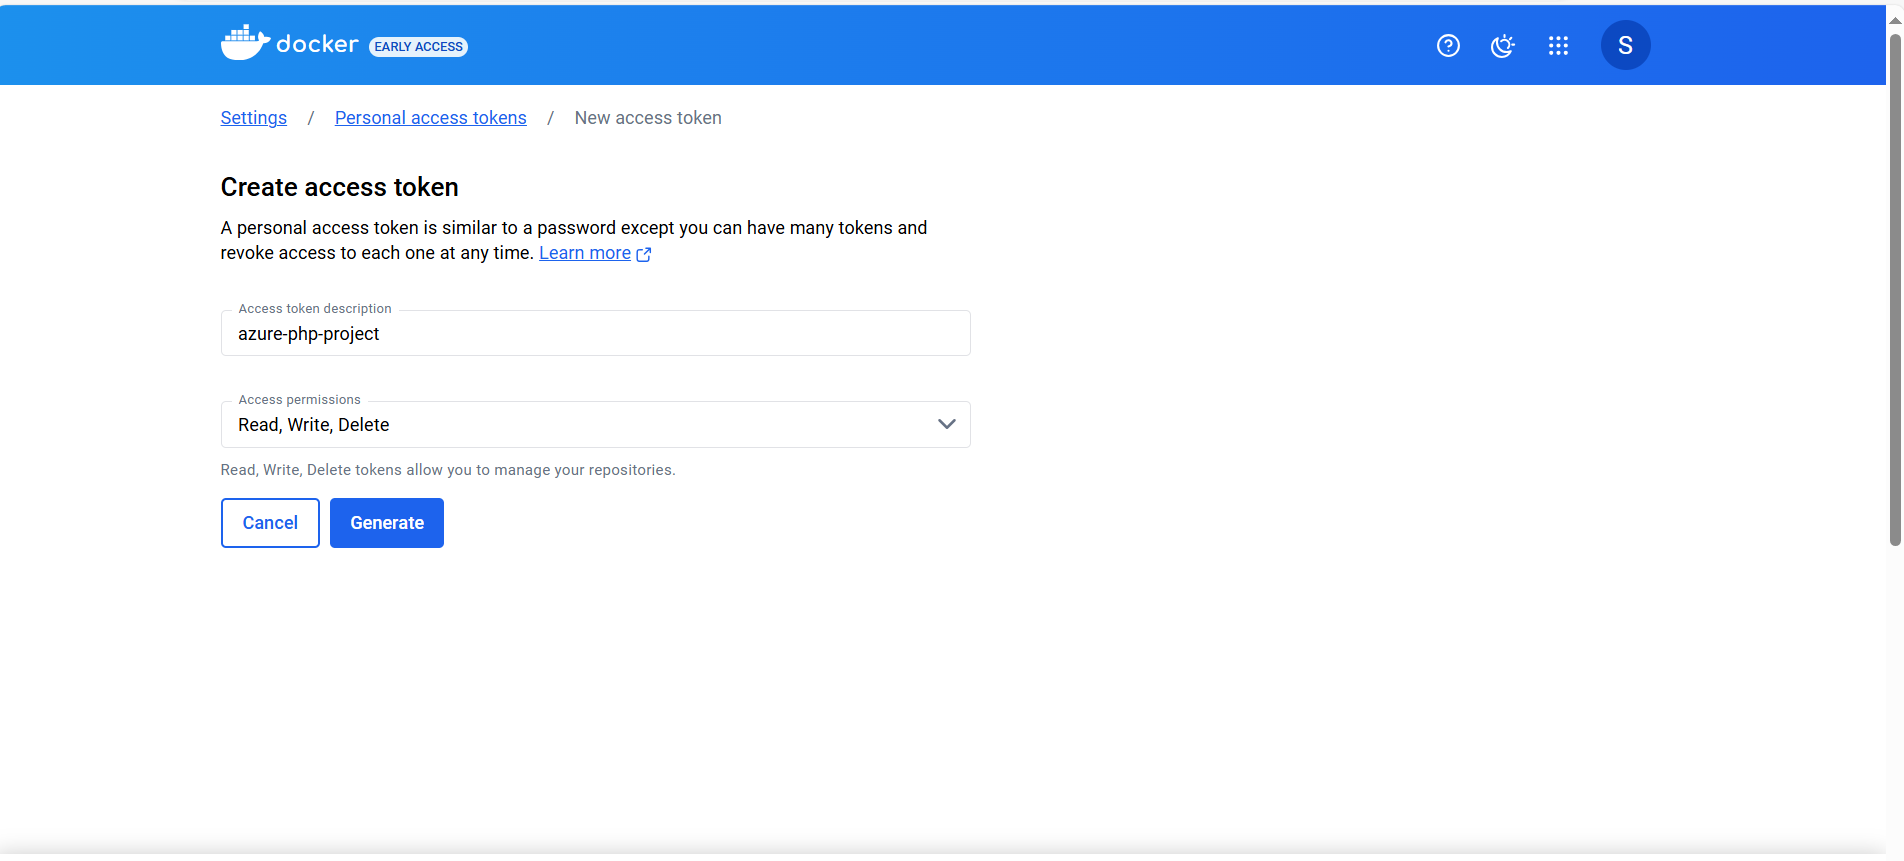 docker EARLY ACCESS S
Settings / Personal access tokens / New access token
Create access token
A personal access token is similar to a password except you can have many tokens and
revoke access to each one at any time. Learn more
Access token description
azure-php-project
Access permissions
Read, Write, Delete
Read, Write, Delete tokens allow you to manage your repositories.
Cancel Generate